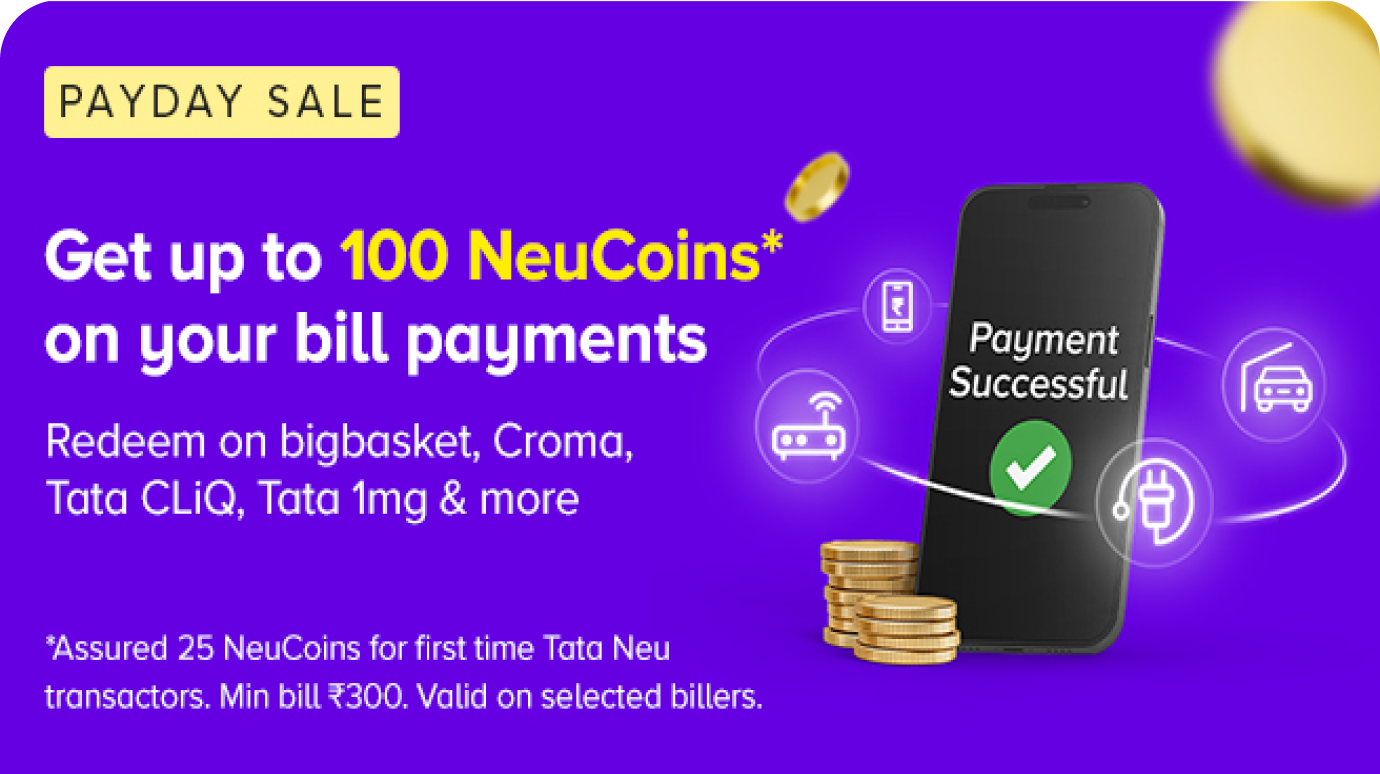 PAYDAY SALE
Get up to 100 NeuCoins*
on your bill payments
Redeem on bigbasket, Croma,
Tata CLiQ, Tata 1mg & more
*Assured 25 NeuCoins for first time Tata Neu
transactors. Min bill ₹300. Valid on selected billers.
₹
Payment
Successful